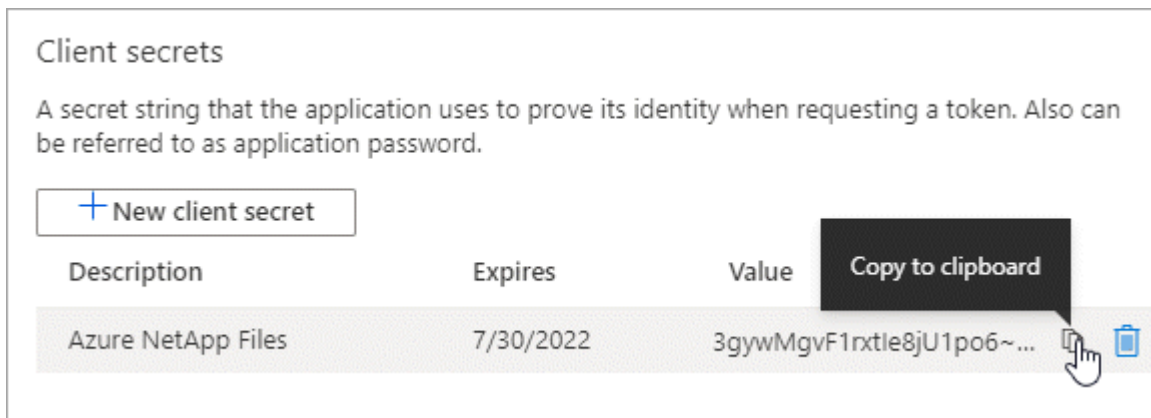 Client secrets
A secret string that the application uses to prove its identity when requesting a token. Also can
be referred to as application password.
New client secret
Copy to clipboard
Description Expires Value
Azure NetApp Files 7/30/2022 3gywMgvF1rxtIe8jU1po6~...